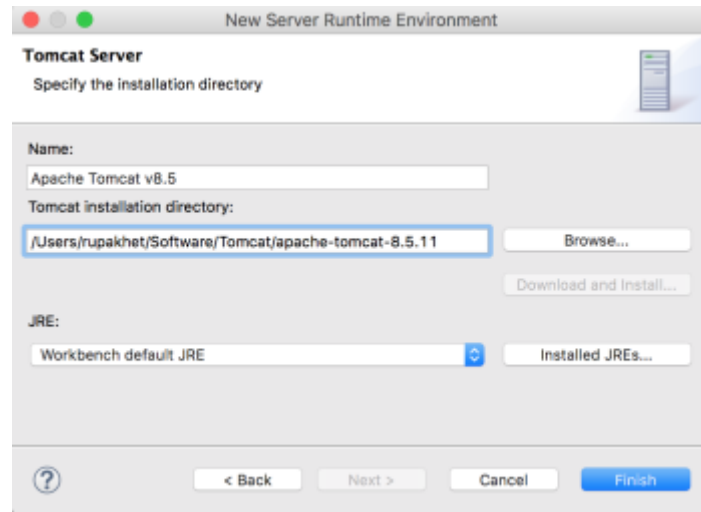 New Server Runtime Environment
Tomcat Server
Specify the installation directory
Name:
Apache Tomcat v8.5
Tomcat installation directory:
/Users/rupakhet/Software/Tomcat/apache-tomcat-8.5.11
Browse...
Download and Install...
JRE:
Workbench default JRE
Installed JREs...
?
< Back
Next >
Cancel
Finish